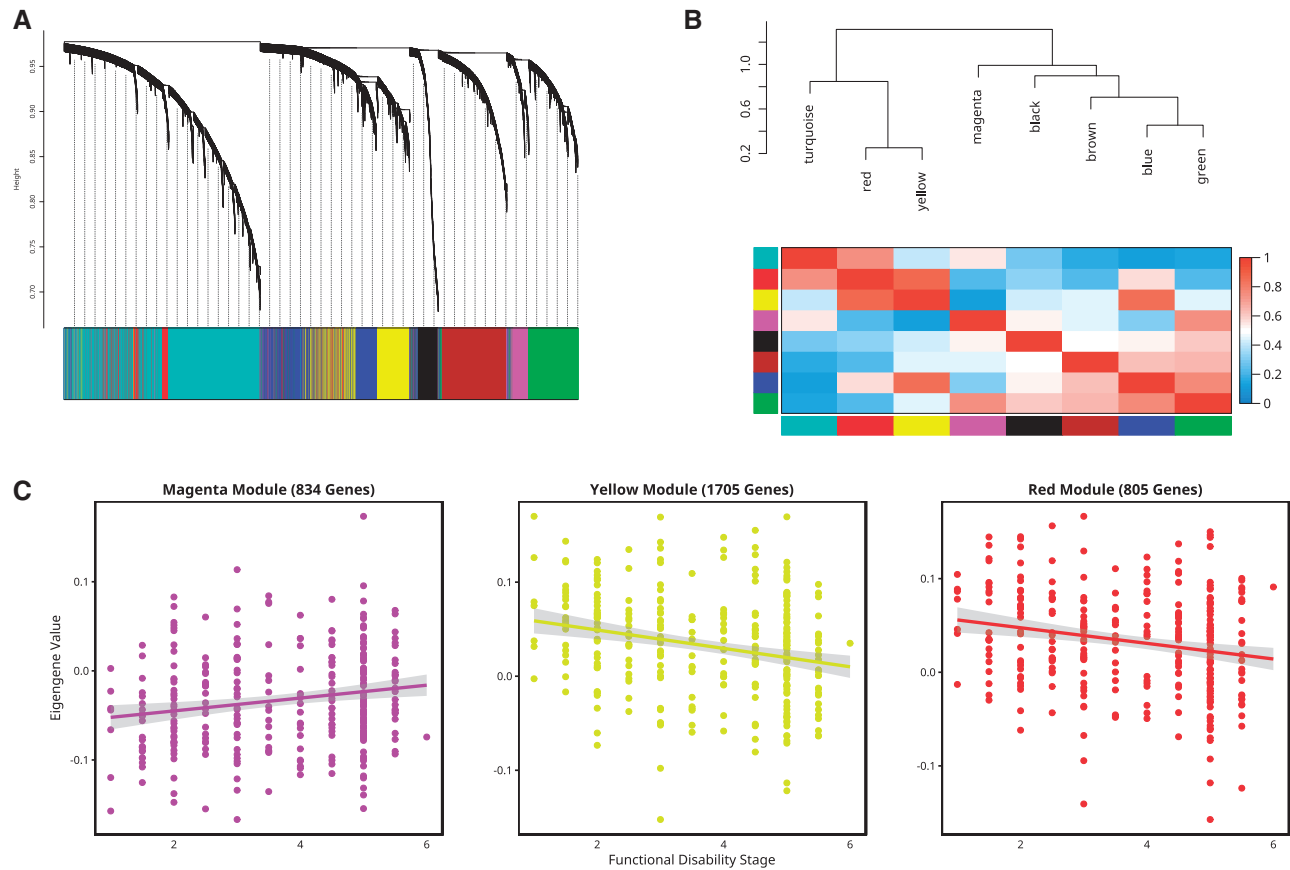 A
Height
0.95
0.90
0.85
0.80
0.75
0.70
B
1.0
0.6
0.2
turquoise
red
yellow
magenta
black
brown
blue
green
1
0.8
0.6
0.4
0.2
0
C
Magenta Module (834 Genes)
Yellow Module (1705 Genes)
Red Module (805 Genes)
Eigengene Value
0.1
0.0
-0.1
0.1
0.0
-0.1
0.1
0.0
-0.1
2 4 6
2 4 6
2 4 6
Functional Disability Stage